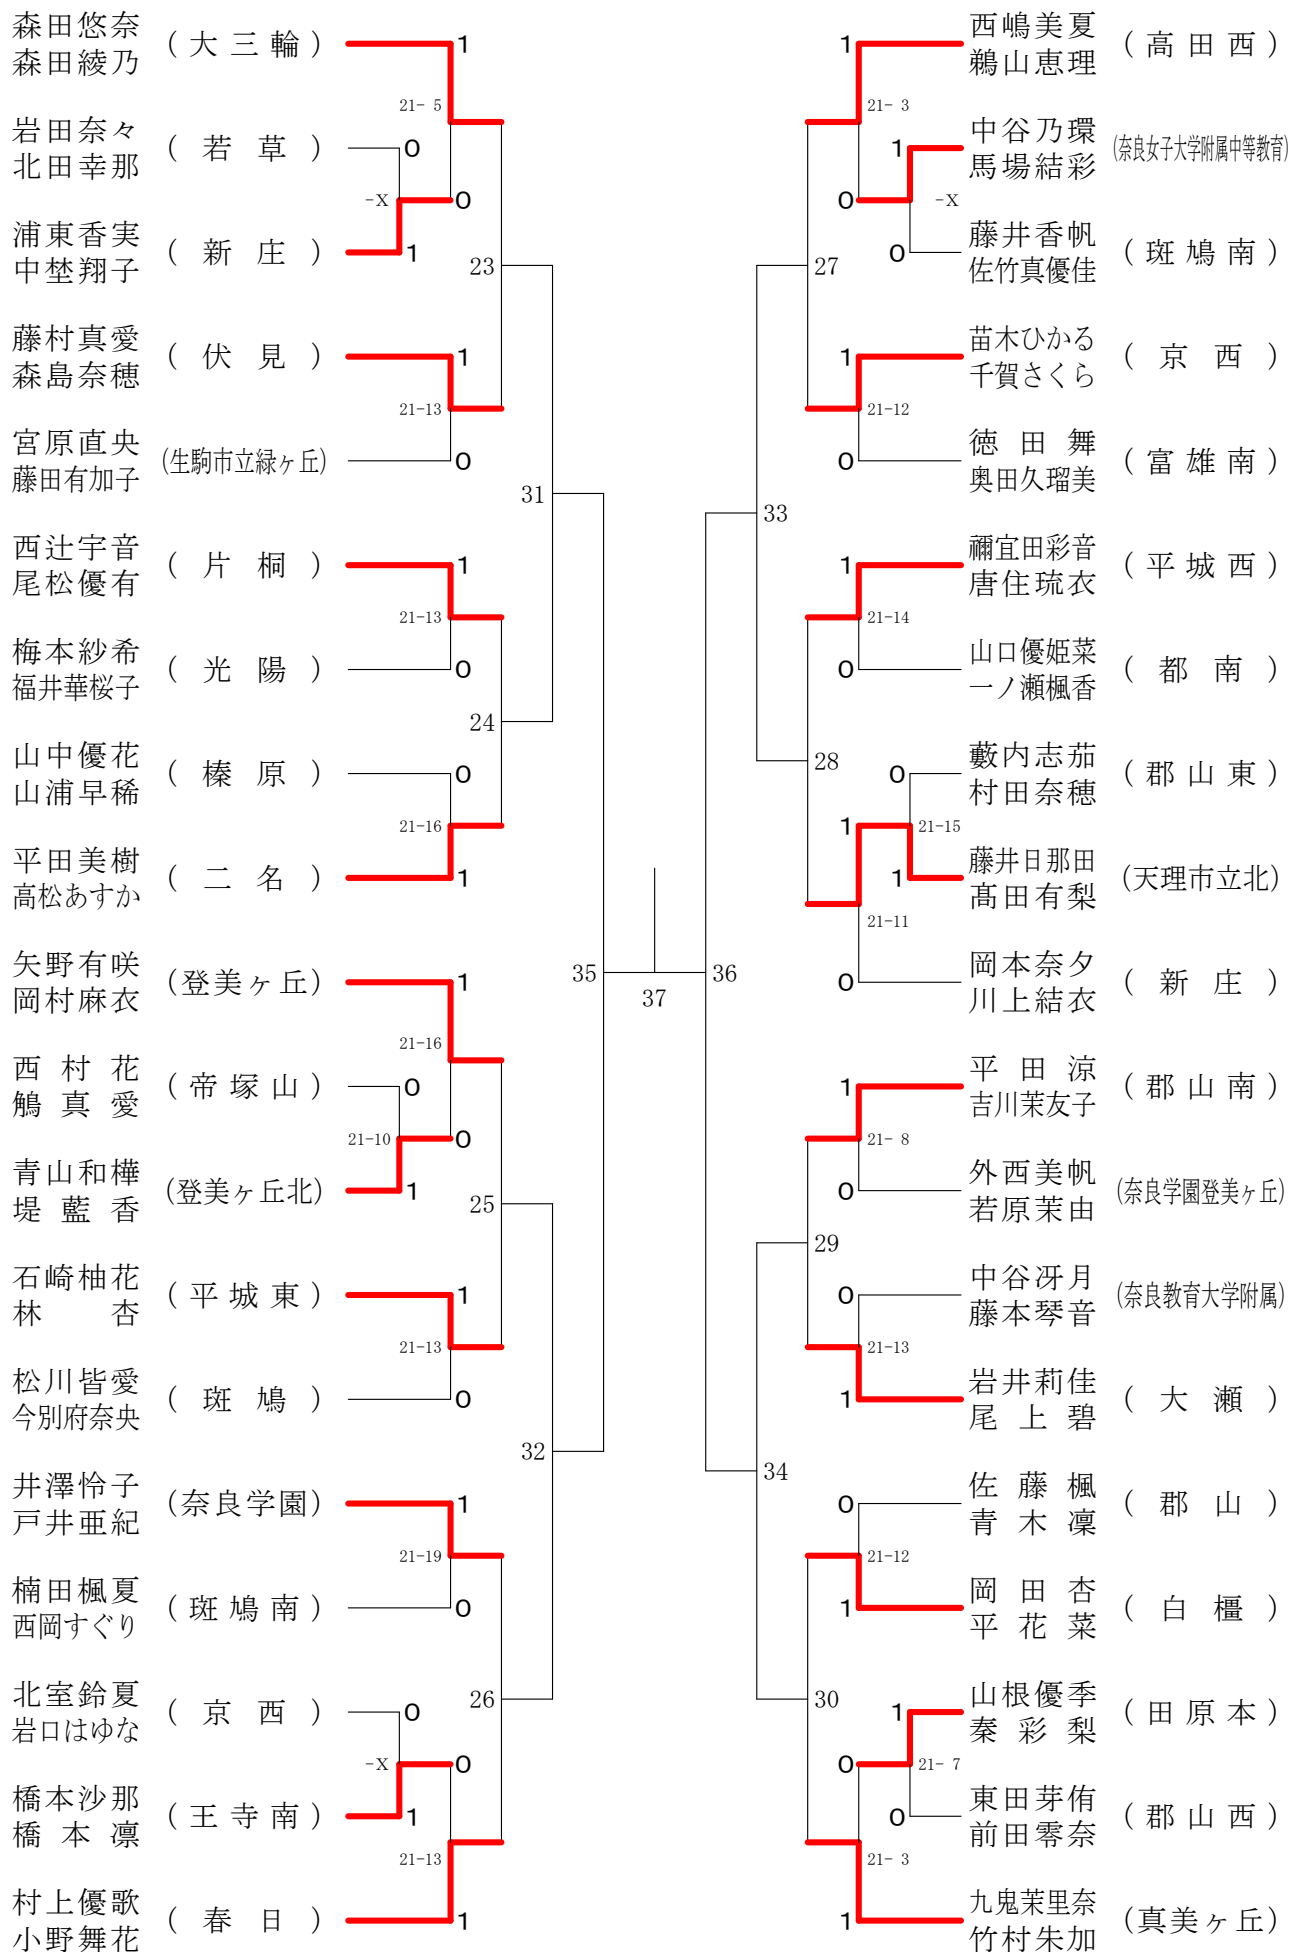 森田悠奈
森田綾乃
(大三輪)
1
21- 5
岩田奈々
北田幸那
(若草)
0
-X
0
浦東香実
中埜翔子
(新庄)
1
23
藤村真愛
森島奈穂
(伏見)
1
21-13
宮原直央
藤田有加子
(生駒市立緑ヶ丘)
0
31
西辻宇音
尾松優有
(片桐)
1
21-13
梅本紗希
福井華桜子
(光陽)
0
24
山中優花
山浦早稀
(榛原)
0
21-16
平田美樹
高松あすか
(二名)
1
矢野有咲
岡村麻衣
(登美ヶ丘)
1
35
21-16
西村花
鵤真愛
(帝塚山)
0
21-10
0
青山和樺
堤藍香
(登美ヶ丘北)
1
25
石崎柚花
林杏
(平城東)
1
21-13
松川皆愛
今別府奈央
(斑鳩)
0
32
井澤怜子
戸井亜紀
(奈良学園)
1
21-19
楠田楓夏
西岡すぐり
(斑鳩南)
0
26
北室鈴夏
岩口はゆな
(京西)
0
-X
0
橋本沙那
橋本凛
(王寺南)
1
21-13
村上優歌
小野舞花
(春日)
1
37
1
西嶋美夏
鵜山恵理
(高田西)
21- 3
1
中谷乃環
馬場結彩
(奈良女子大学附属中等教育)
0
-X
0
藤井香帆
佐竹真優佳
(斑鳩南)
27
1
苗木ひかる
千賀さくら
(京西)
21-12
0
徳田舞
奥田久瑠美
(富雄南)
33
1
禰宜田彩音
唐住琉衣
(平城西)
21-14
0
山口優姫菜
一ノ瀬楓香
(都南)
28
0
藪内志茄
村田奈穂
(郡山東)
1
21-15
1
藤井日那田
髙田有梨
(天理市立北)
21-11
36
0
岡本奈夕
川上結衣
(新庄)
1
平田涼
吉川茉友子
(郡山南)
21- 8
0
外西美帆
若原茉由
(奈良学園登美ヶ丘)
29
0
中谷冴月
藤本琴音
(奈良教育大学附属)
21-13
1
岩井莉佳
尾上碧
(大瀬)
34
0
佐藤楓
青木凜
(郡山)
21-12
1
岡田杏
平花菜
(白橿)
30
1
山根優季
秦彩梨
(田原本)
0
21- 7
0
東田芽侑
前田零奈
(郡山西)
21- 3
1
九鬼茉里奈
竹村朱加
(真美ヶ丘)